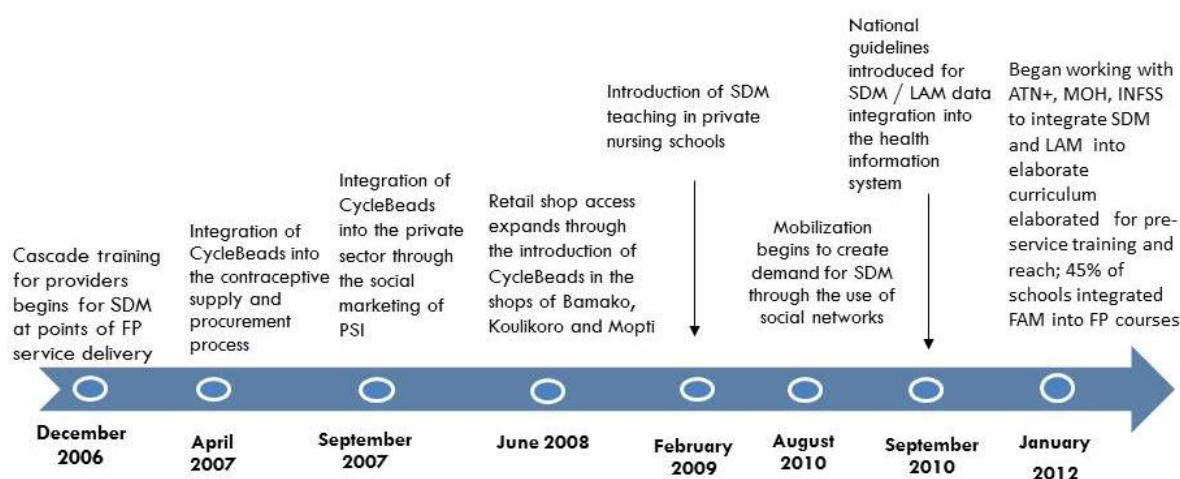 Cascade training
for providers
begins for SDM
at points of FP
service delivery
Integration of
CycleBeads into
the contraceptive
supply and
procurement
process
Integration of
CycleBeads
into the private
sector through
the social
marketing of
PSI
Retail shop access
expands through
the introduction of
CycleBeads in the
shops of Bamako,
Koulikoro and Mopti
Introduction of SDM
teaching in private
nursing schools
Mobilization
begins to create
demand for SDM
through the use of
social networks
National
guidelines
introduced for
SDM / LAM data
integration into
the health
information
system
Began working with
ATN+, MOH, INFSS
to integrate SDM
and LAM into
elaborate
curriculum
elaborated for pre-
service training and
reach; 45% of
schools integrated
FAM into FP courses
December
2006
April
2007
September
2007
June 2008
February
2009
August
2010
September
2010
January
2012